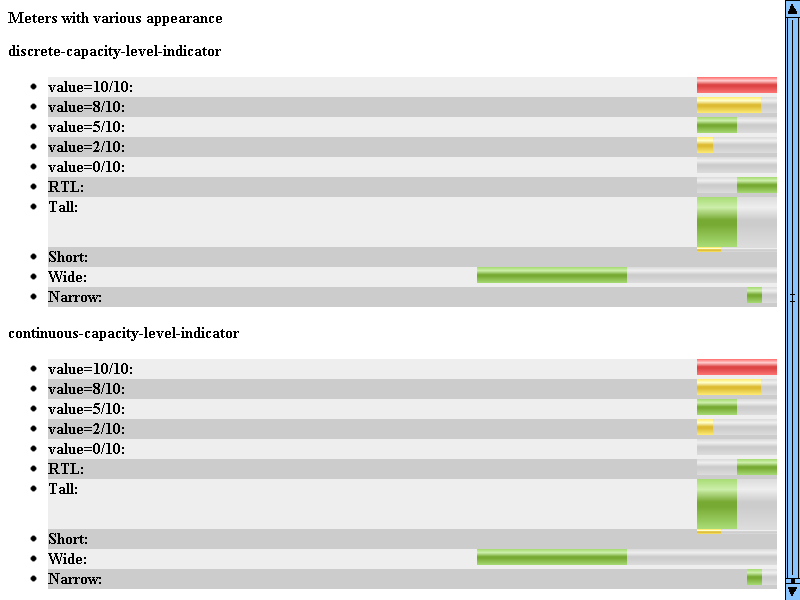 Meters with various appearance
discrete-capacity-level-indicator
value=10/10:
value=8/10:
value=5/10:
value=2/10:
value=0/10:
RTL:
Tall:
Short:
Wide:
Narrow:
continuous-capacity-level-indicator
value=10/10:
value=8/10:
value=5/10:
value=2/10:
value=0/10:
RTL:
Tall:
Short:
Wide:
Narrow: